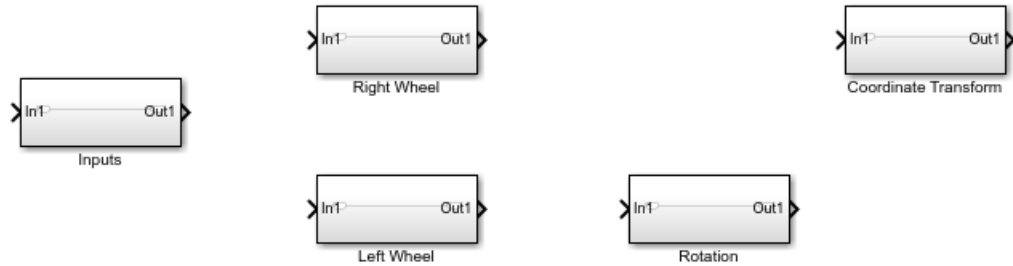 In1 Out1
Right Wheel
In1 Out1
Coordinate Transform
In1 Out1
Inputs
In1 Out1
Left Wheel
In1 Out1
Rotation